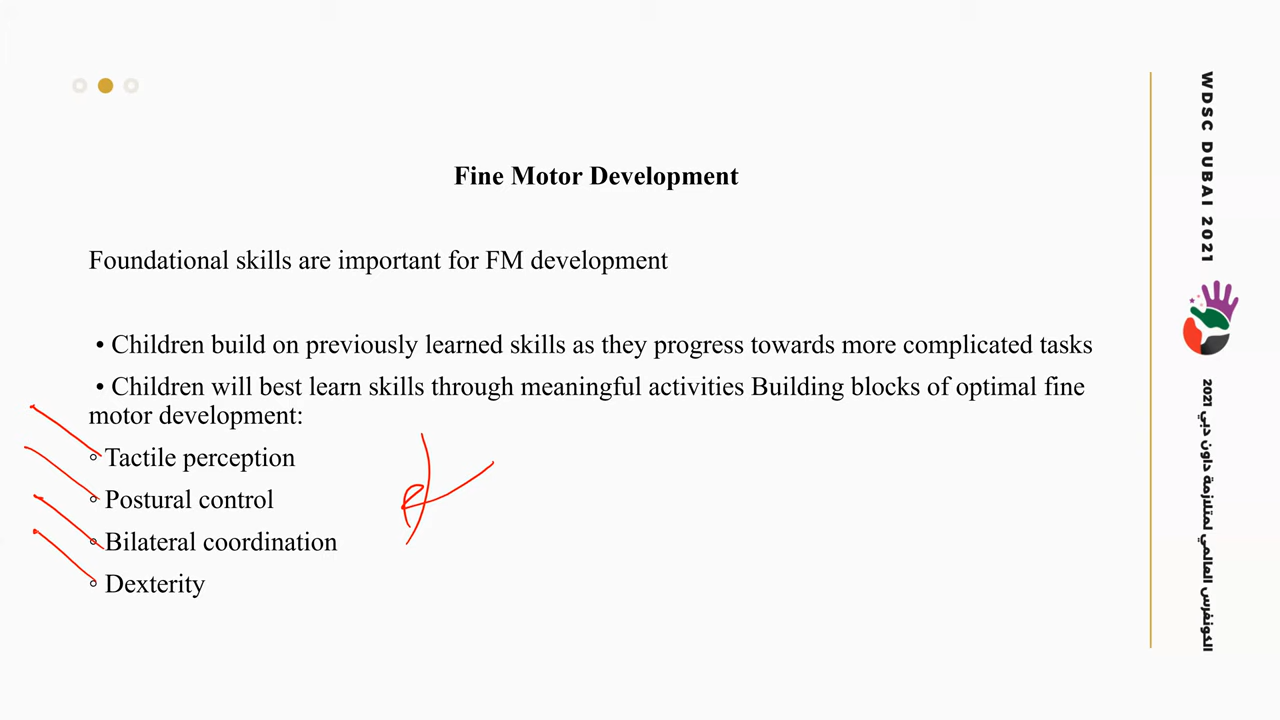 Fine Motor Development
Foundational skills are important for FM development
• Children build on previously learned skills as they progress towards more complicated tasks
• Children will best learn skills through meaningful activities Building blocks of optimal fine
motor development:
◦ Tactile perception
◦ Postural control
◦ Bilateral coordination
◦ Dexterity
WDSC DUBAI 2021
الكونفرس العالمي لمتلازمة داون دبي 2021